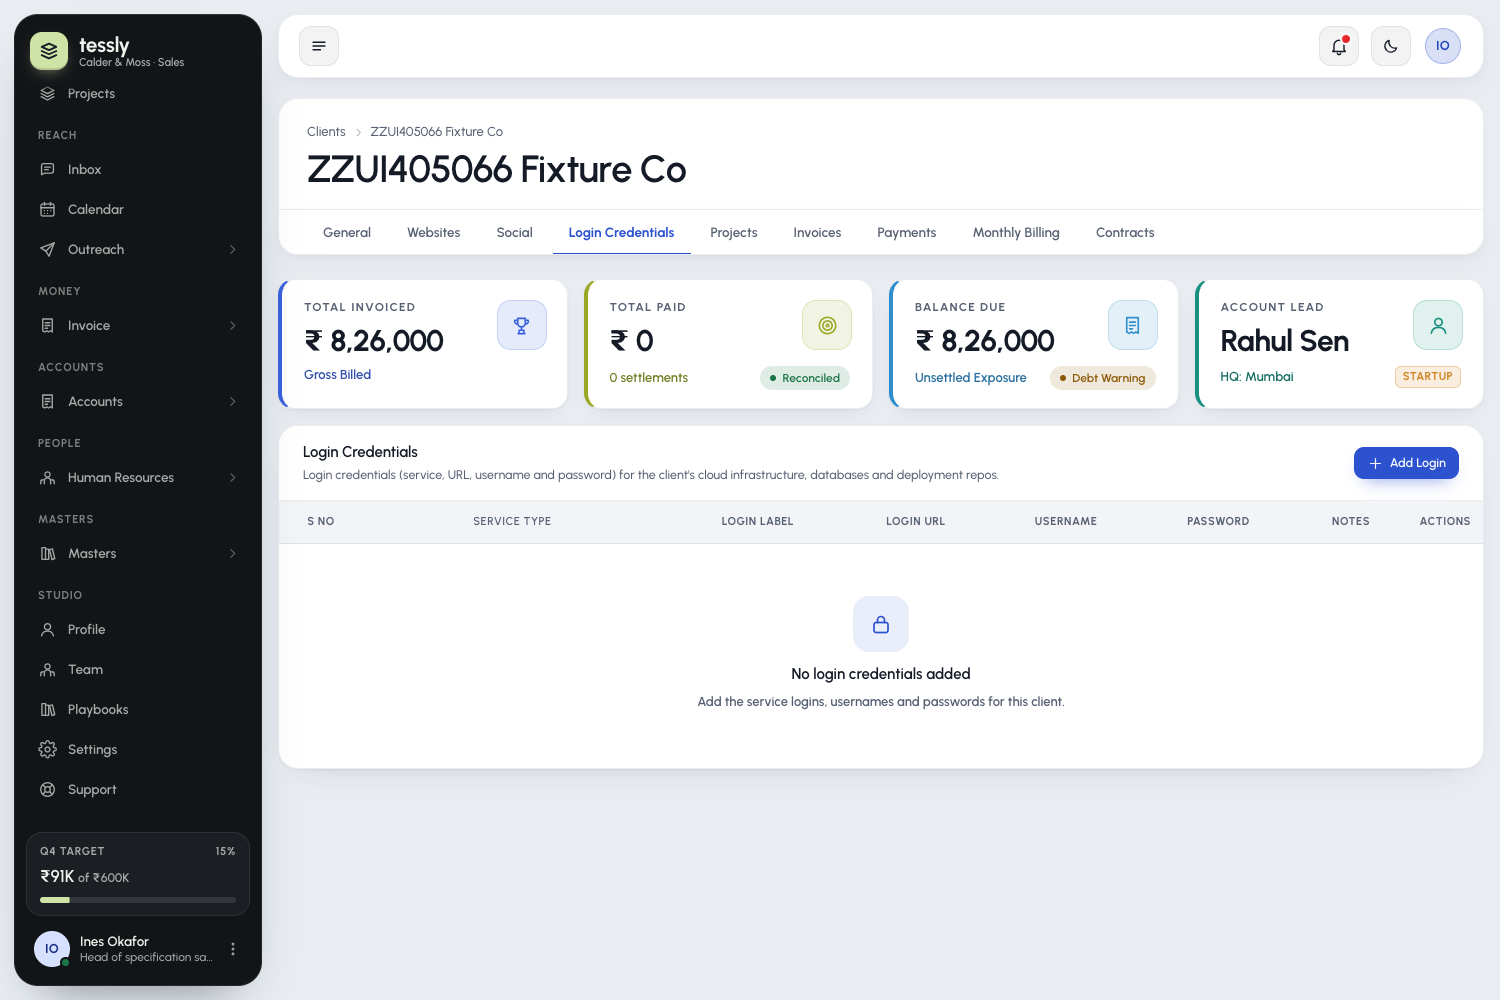 tessly
Calder & Moss · Sales
Projects
REACH
Inbox
Calendar
Outreach
MONEY
Invoice
ACCOUNTS
Accounts
PEOPLE
Human Resources
MASTERS
Masters
STUDIO
Profile
Team
Playbooks
Settings
Support
Q4 TARGET 15%
₹91K of ₹600K
IO
Ines Okafor
Head of specification sa...
IO
Clients > ZZUI405066 Fixture Co
ZZUI405066 Fixture Co
General Websites Social Login Credentials Projects Invoices Payments Monthly Billing Contracts
TOTAL INVOICED
₹ 8,26,000
Gross Billed
TOTAL PAID
₹ 0
0 settlements Reconciled
BALANCE DUE
₹ 8,26,000
Unsettled Exposure Debt Warning
ACCOUNT LEAD
Rahul Sen
HQ: Mumbai STARTUP
Login Credentials
Login credentials (service, URL, username and password) for the client's cloud infrastructure, databases and deployment repos.
Add Login
S NO SERVICE TYPE LOGIN LABEL LOGIN URL USERNAME PASSWORD NOTES ACTIONS
No login credentials added
Add the service logins, usernames and passwords for this client.